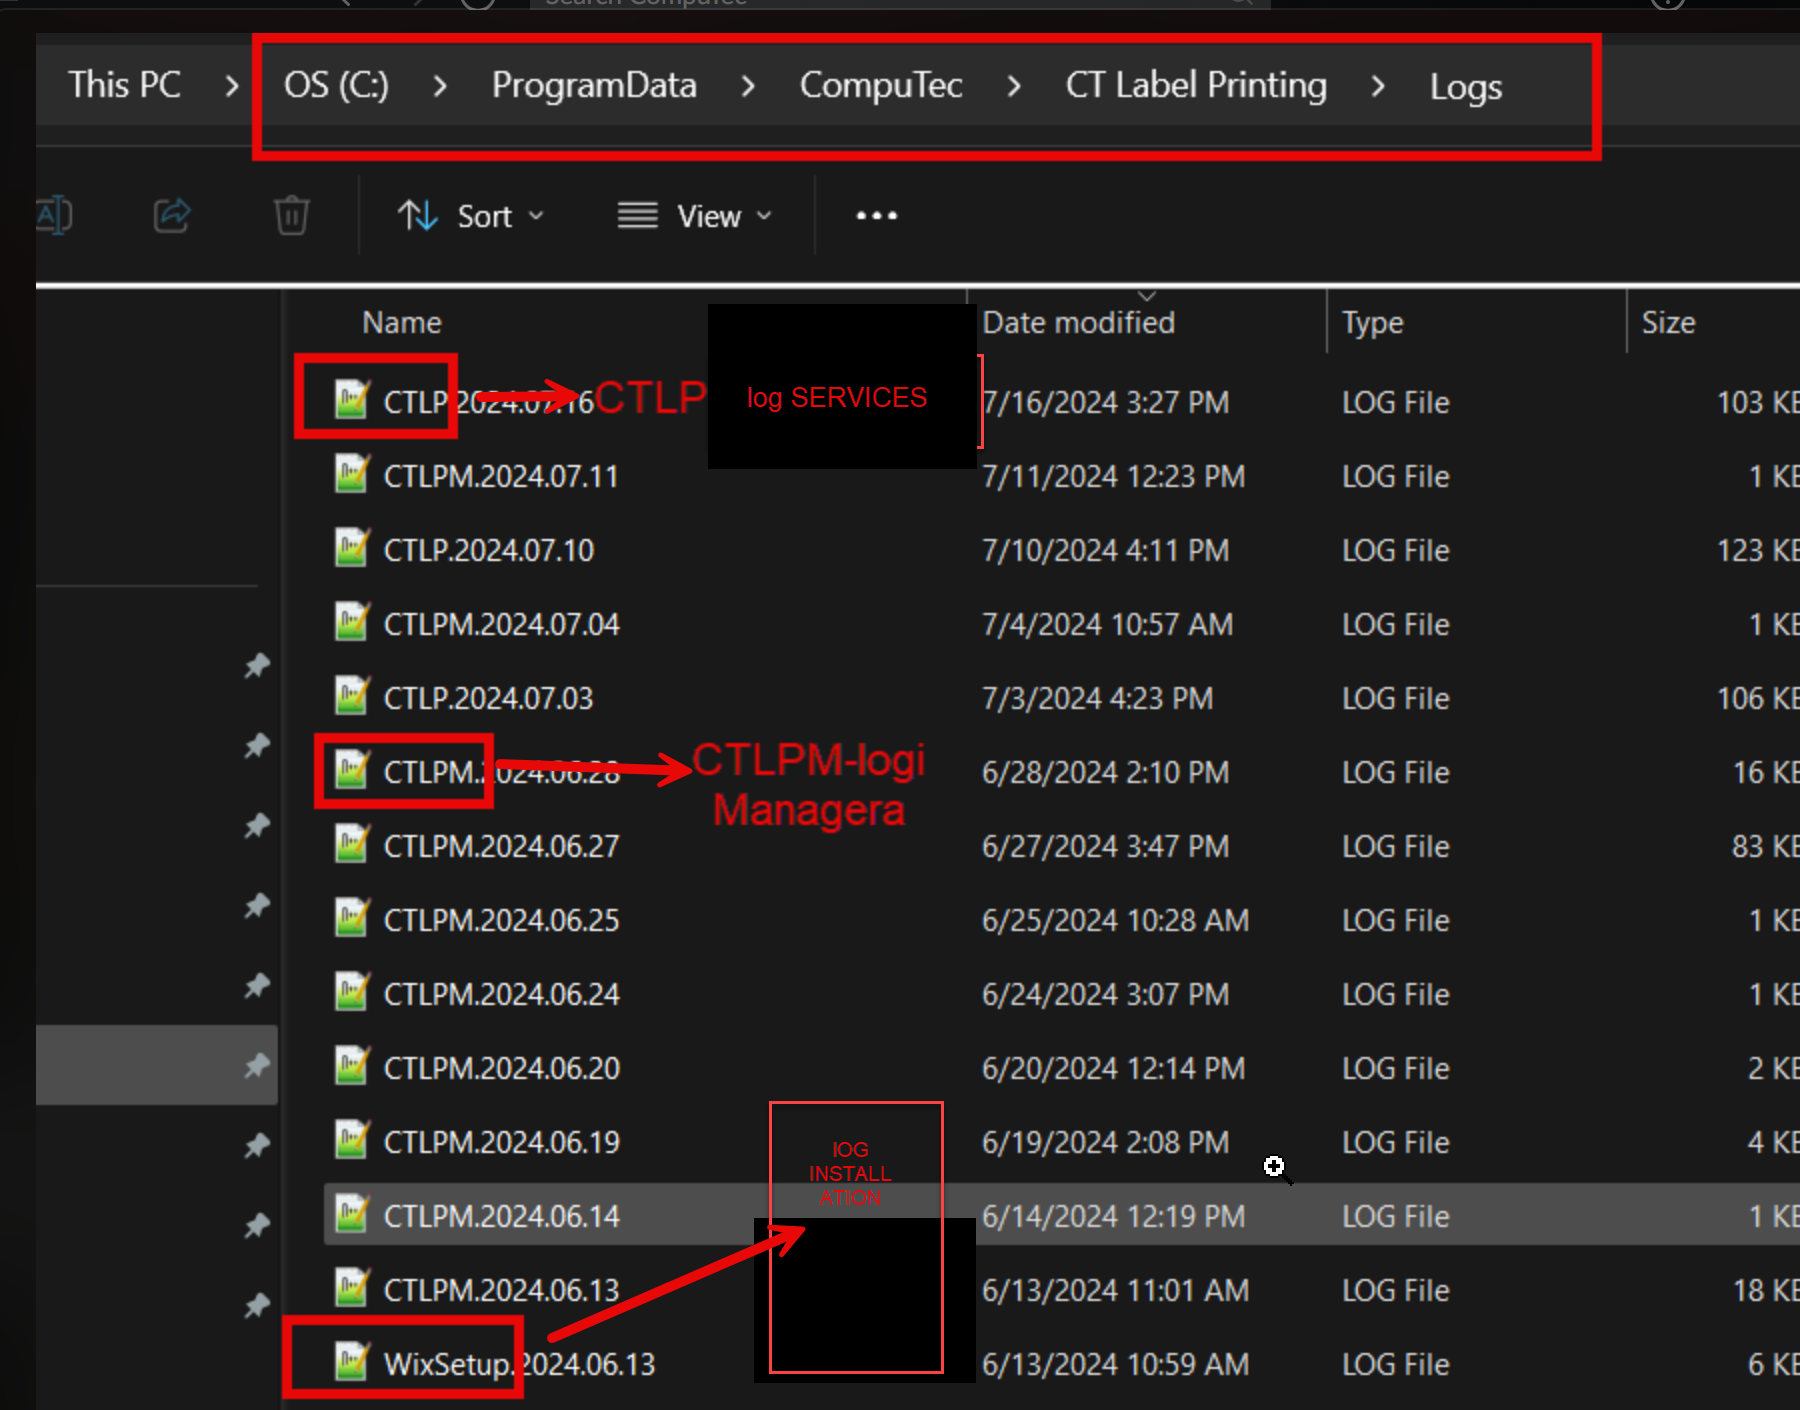 Search CompuTec
This PC > OS (C:) > ProgramData > CompuTec > CT Label Printing > Logs
Sort View •••
Name Date modified Type Size
CTLP.2024.07.16 CTLP log SERVICES 7/16/2024 3:27 PM LOG File 103 KB
CTLPM.2024.07.11 7/11/2024 12:23 PM LOG File 1 KB
CTLP.2024.07.10 7/10/2024 4:11 PM LOG File 123 KB
CTLPM.2024.07.04 7/4/2024 10:57 AM LOG File 1 KB
CTLP.2024.07.03 7/3/2024 4:23 PM LOG File 106 KB
CTLPM.2024.06.28 6/28/2024 2:10 PM LOG File 16 KB
CTLPM-logi
Managera
CTLPM.2024.06.27 6/27/2024 3:47 PM LOG File 83 KB
CTLPM.2024.06.25 6/25/2024 10:28 AM LOG File 1 KB
CTLPM.2024.06.24 6/24/2024 3:07 PM LOG File 1 KB
CTLPM.2024.06.20 6/20/2024 12:14 PM LOG File 2 KB
CTLPM.2024.06.19 6/19/2024 2:08 PM LOG File 4 KB
lOG
INSTALL
ATION
CTLPM.2024.06.14 6/14/2024 12:19 PM LOG File 1 KB
CTLPM.2024.06.13 6/13/2024 11:01 AM LOG File 18 KB
WixSetup.2024.06.13 6/13/2024 10:59 AM LOG File 6 KB